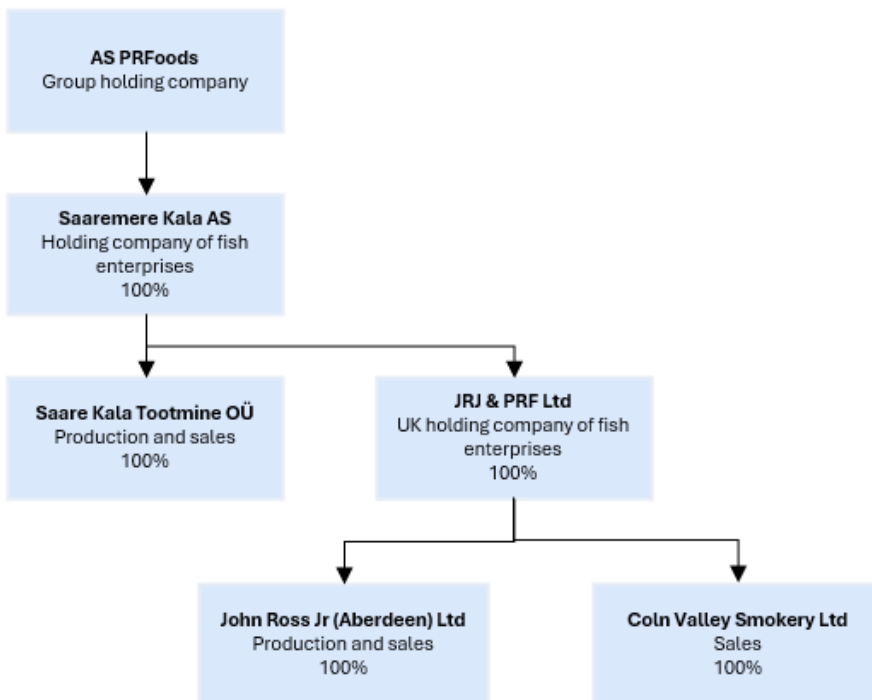 AS PRFoods
Group holding company
Saaremere Kala AS
Holding company of fish
enterprises
100%
Saare Kala Tootmine OÜ
Production and sales
100%
JRJ & PRF Ltd
UK holding company of fish
enterprises
100%
John Ross Jr (Aberdeen) Ltd
Production and sales
100%
Coln Valley Smokery Ltd
Sales
100%